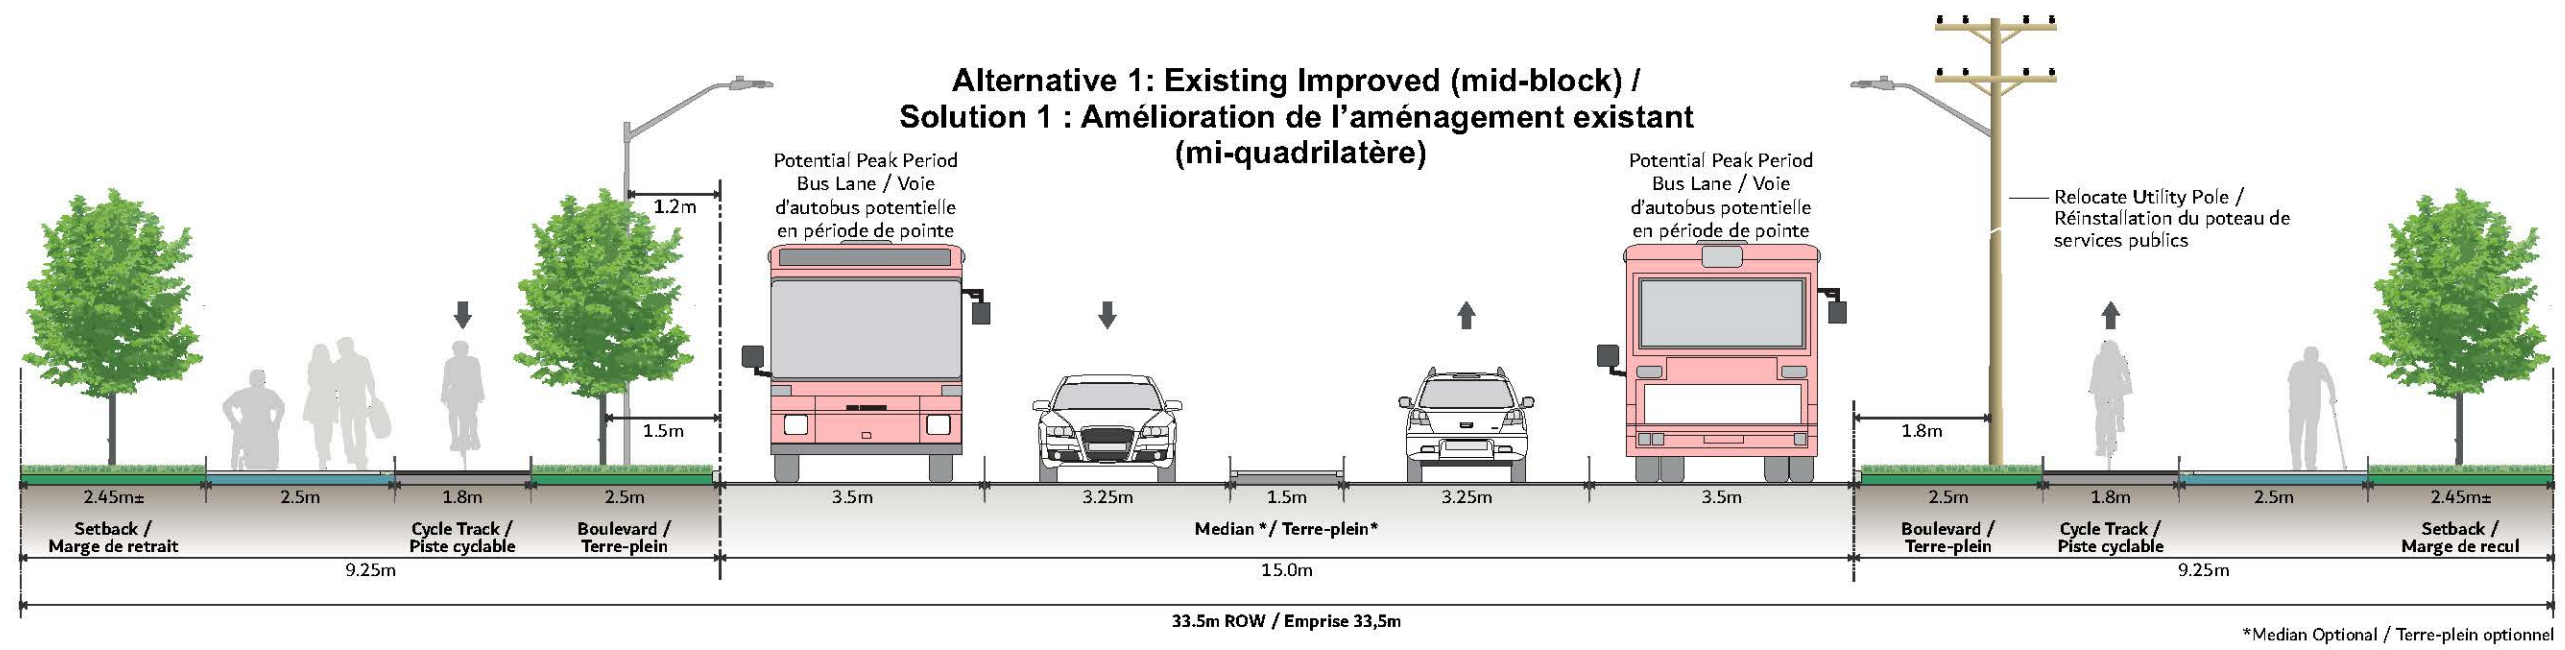 Alternative 1: Existing Improved (mid-block) /
Solution 1 : Amélioration de l'aménagement existant
(mi-quadrilatère)
Potential Peak Period
Bus Lane / Voie
d'autobus potentielle
en période de pointe
Potential Peak Period
Bus Lane / Voie
d'autobus potentielle
en période de pointe
Relocate Utility Pole /
Réinstallation du poteau de
services publics
1.2m
1.5m
1.8m
2.45m±
2.5m
1.8m
2.5m
3.5m
3.25m
1.5m
3.25m
3.5m
2.5m
1.8m
2.5m
2.45m±
Setback /
Marge de retrait
Cycle Track /
Piste cyclable
Boulevard /
Terre-plein
Median */ Terre-plein*
Boulevard /
Terre-plein
Cycle Track /
Piste cyclable
Setback /
Marge de recul
9.25m
15.0m
9.25m
33.5m ROW / Emprise 33,5m
*Median Optional / Terre-plein optionnel